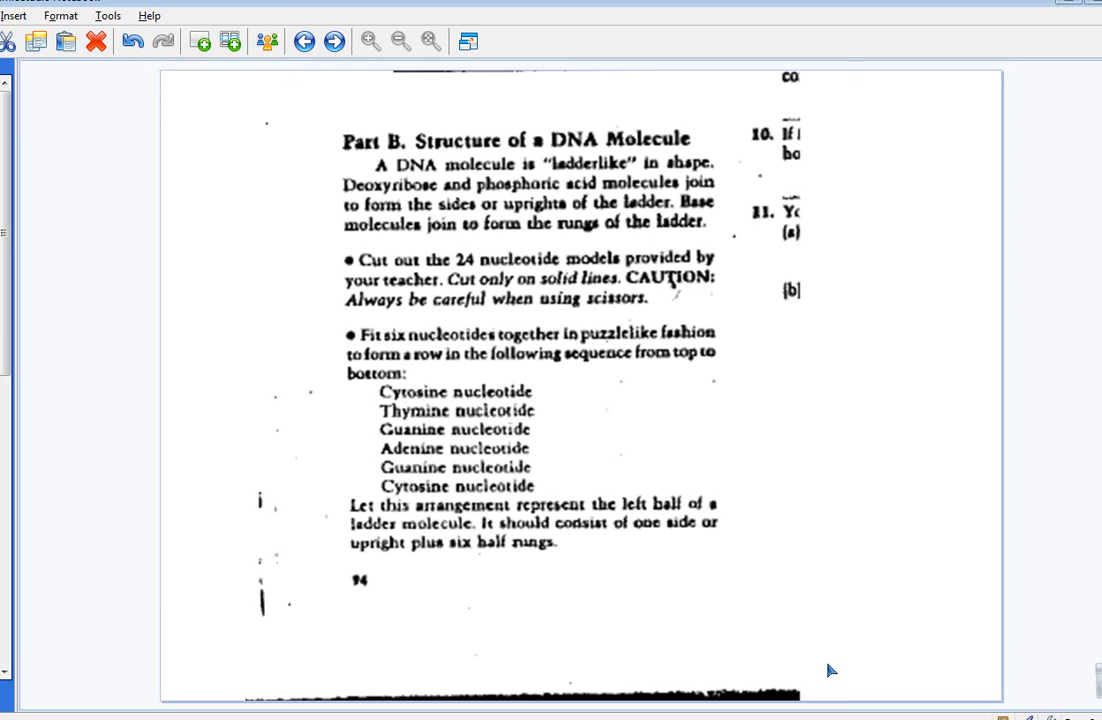 Insert Format Tools Help
Part B. Structure of a DNA Molecule
A DNA molecule is "ladderlike" in shape.
Deoxyribose and phosphoric acid molecules join
to form the sides or uprights of the ladder. Base
molecules join to form the rungs of the ladder.
• Cut out the 24 nucleotide models provided by
your teacher. Cut only on solid lines. CAUTION:
Always be careful when using scissors.
• Fit six nucleotides together in puzzlelike fashion
to form a row in the following sequence from top to
bottom:
Cytosine nucleotide
Thymine nucleotide
Guanine nucleotide
Adenine nucleotide
Guanine nucleotide
Cytosine nucleotide
Let this arrangement represent the left half of a
ladder molecule. It should consist of one side or
upright plus six half rungs.
94
co
10. If
bo
11. Yo
(a)
(b)